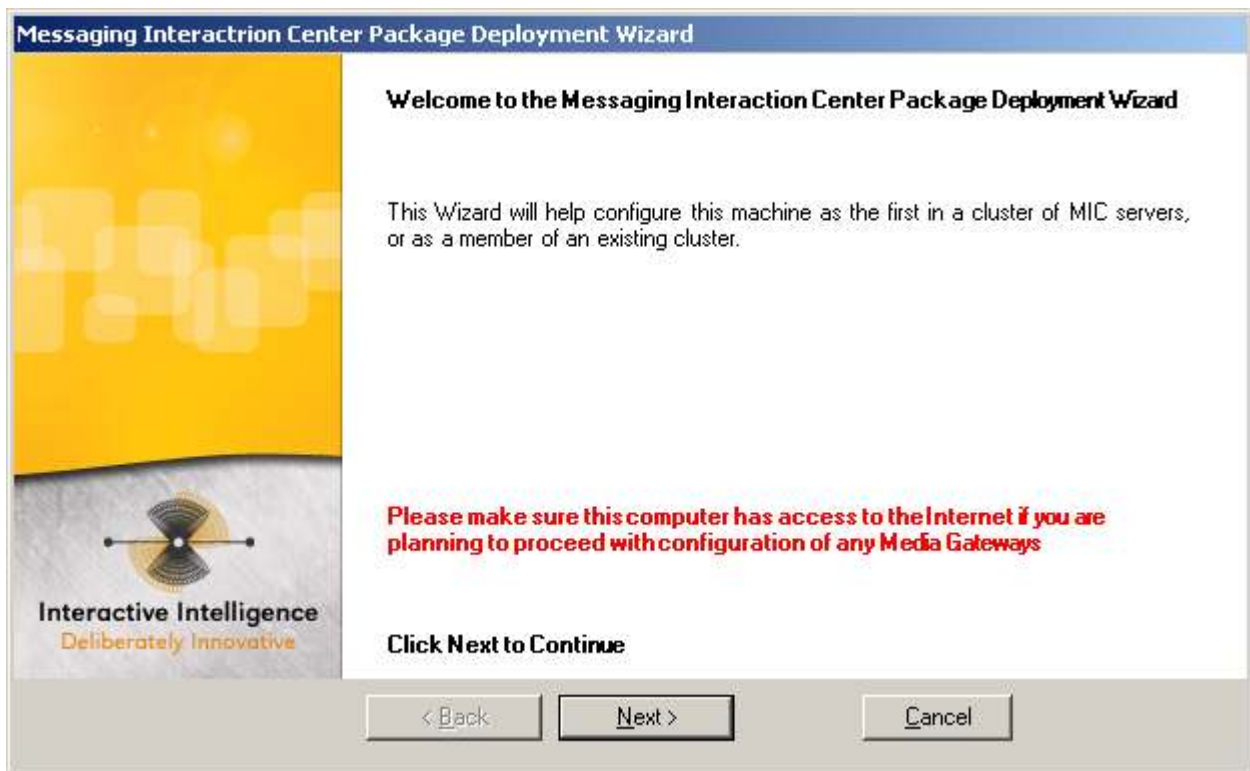 Messaging Interactrion Center Package Deployment Wizard
Welcome to the Messaging Interaction Center Package Deployment Wizard
This Wizard will help configure this machine as the first in a cluster of MIC servers,
or as a member of an existing cluster.
Please make sure this computer has access to the Internet if you are
planning to proceed with configuration of any Media Gateways
Interactive Intelligence
Deliberately Innovative
Click Next to Continue
< Back
Next >
Cancel